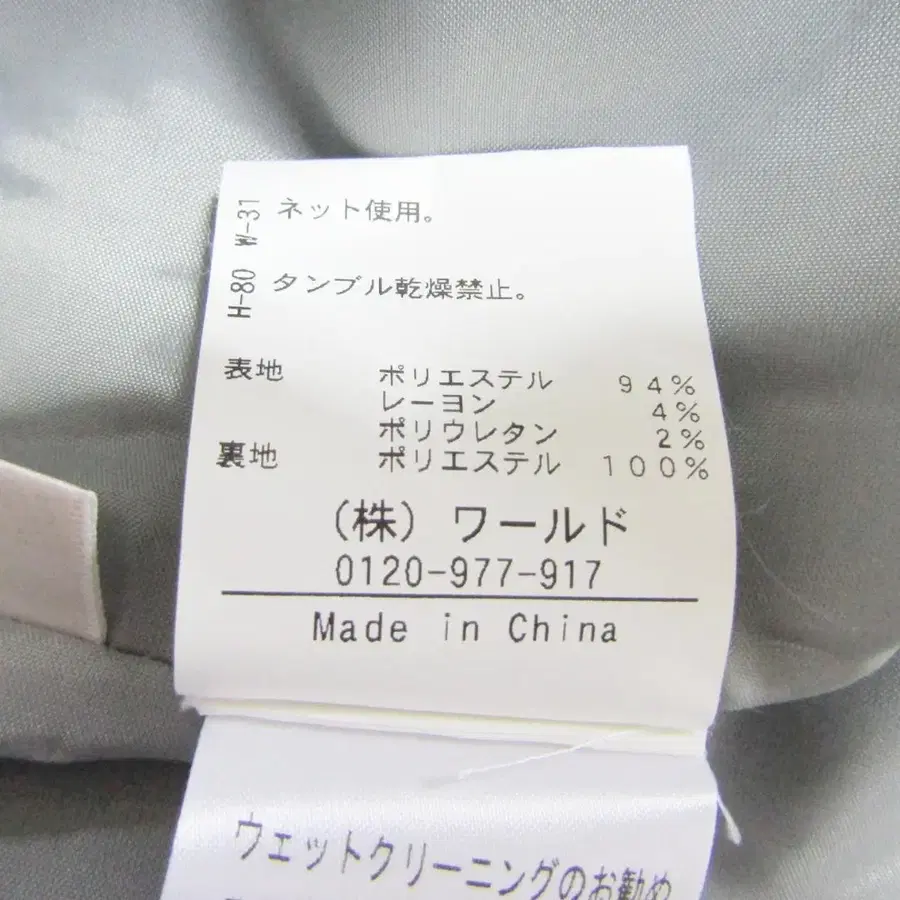 W-31
ネット使用。
H-80
タンブル乾燥禁止。
表地 ポリエステル 94%
レーヨン 4%
ポリウレタン 2%
裏地 ポリエステル 100%
(株) ワールド
0120-977-917
Made in China
ウェットクリーニングのお勧め